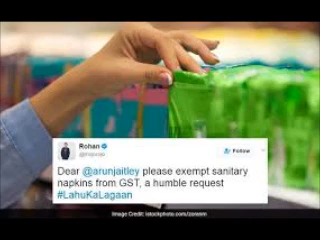 Rohan
Follow
Dear @arunjaitley please exempt sanitary
napkins from GST, a humble request
#LahuKaLagaan
Image Credit: istockphoto.com/zoranm